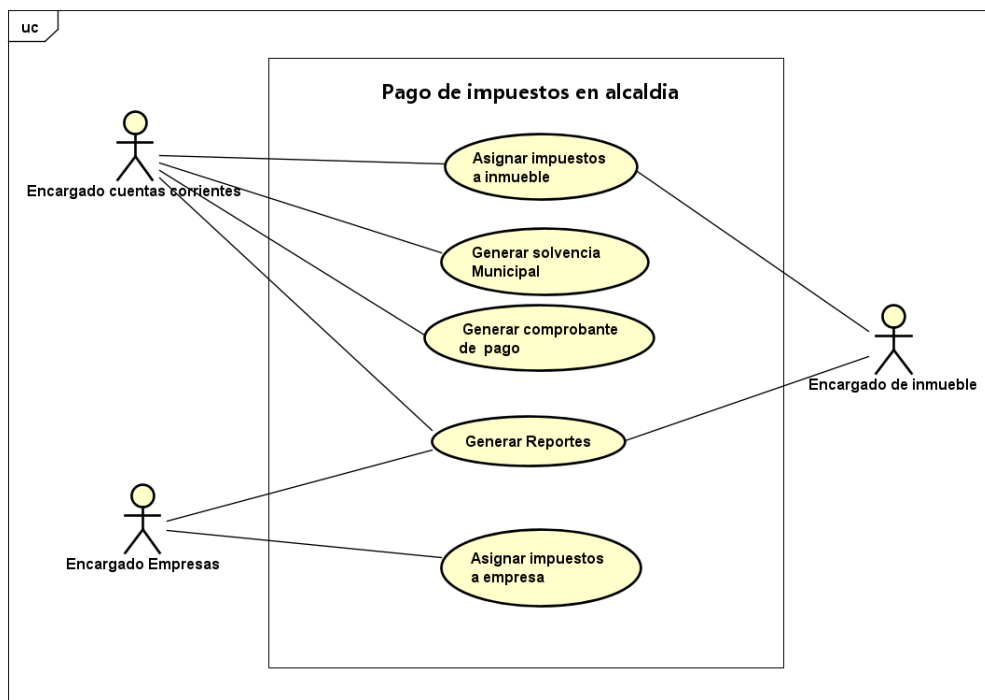 uc
Pago de impuestos en alcaldia
Encargado cuentas corrientes
Asignar impuestos
a inmueble
Generar solvencia
Municipal
Generar comprobante
de pago
Encargado de inmueble
Generar Reportes
Encargado Empresas
Asignar impuestos
a empresa